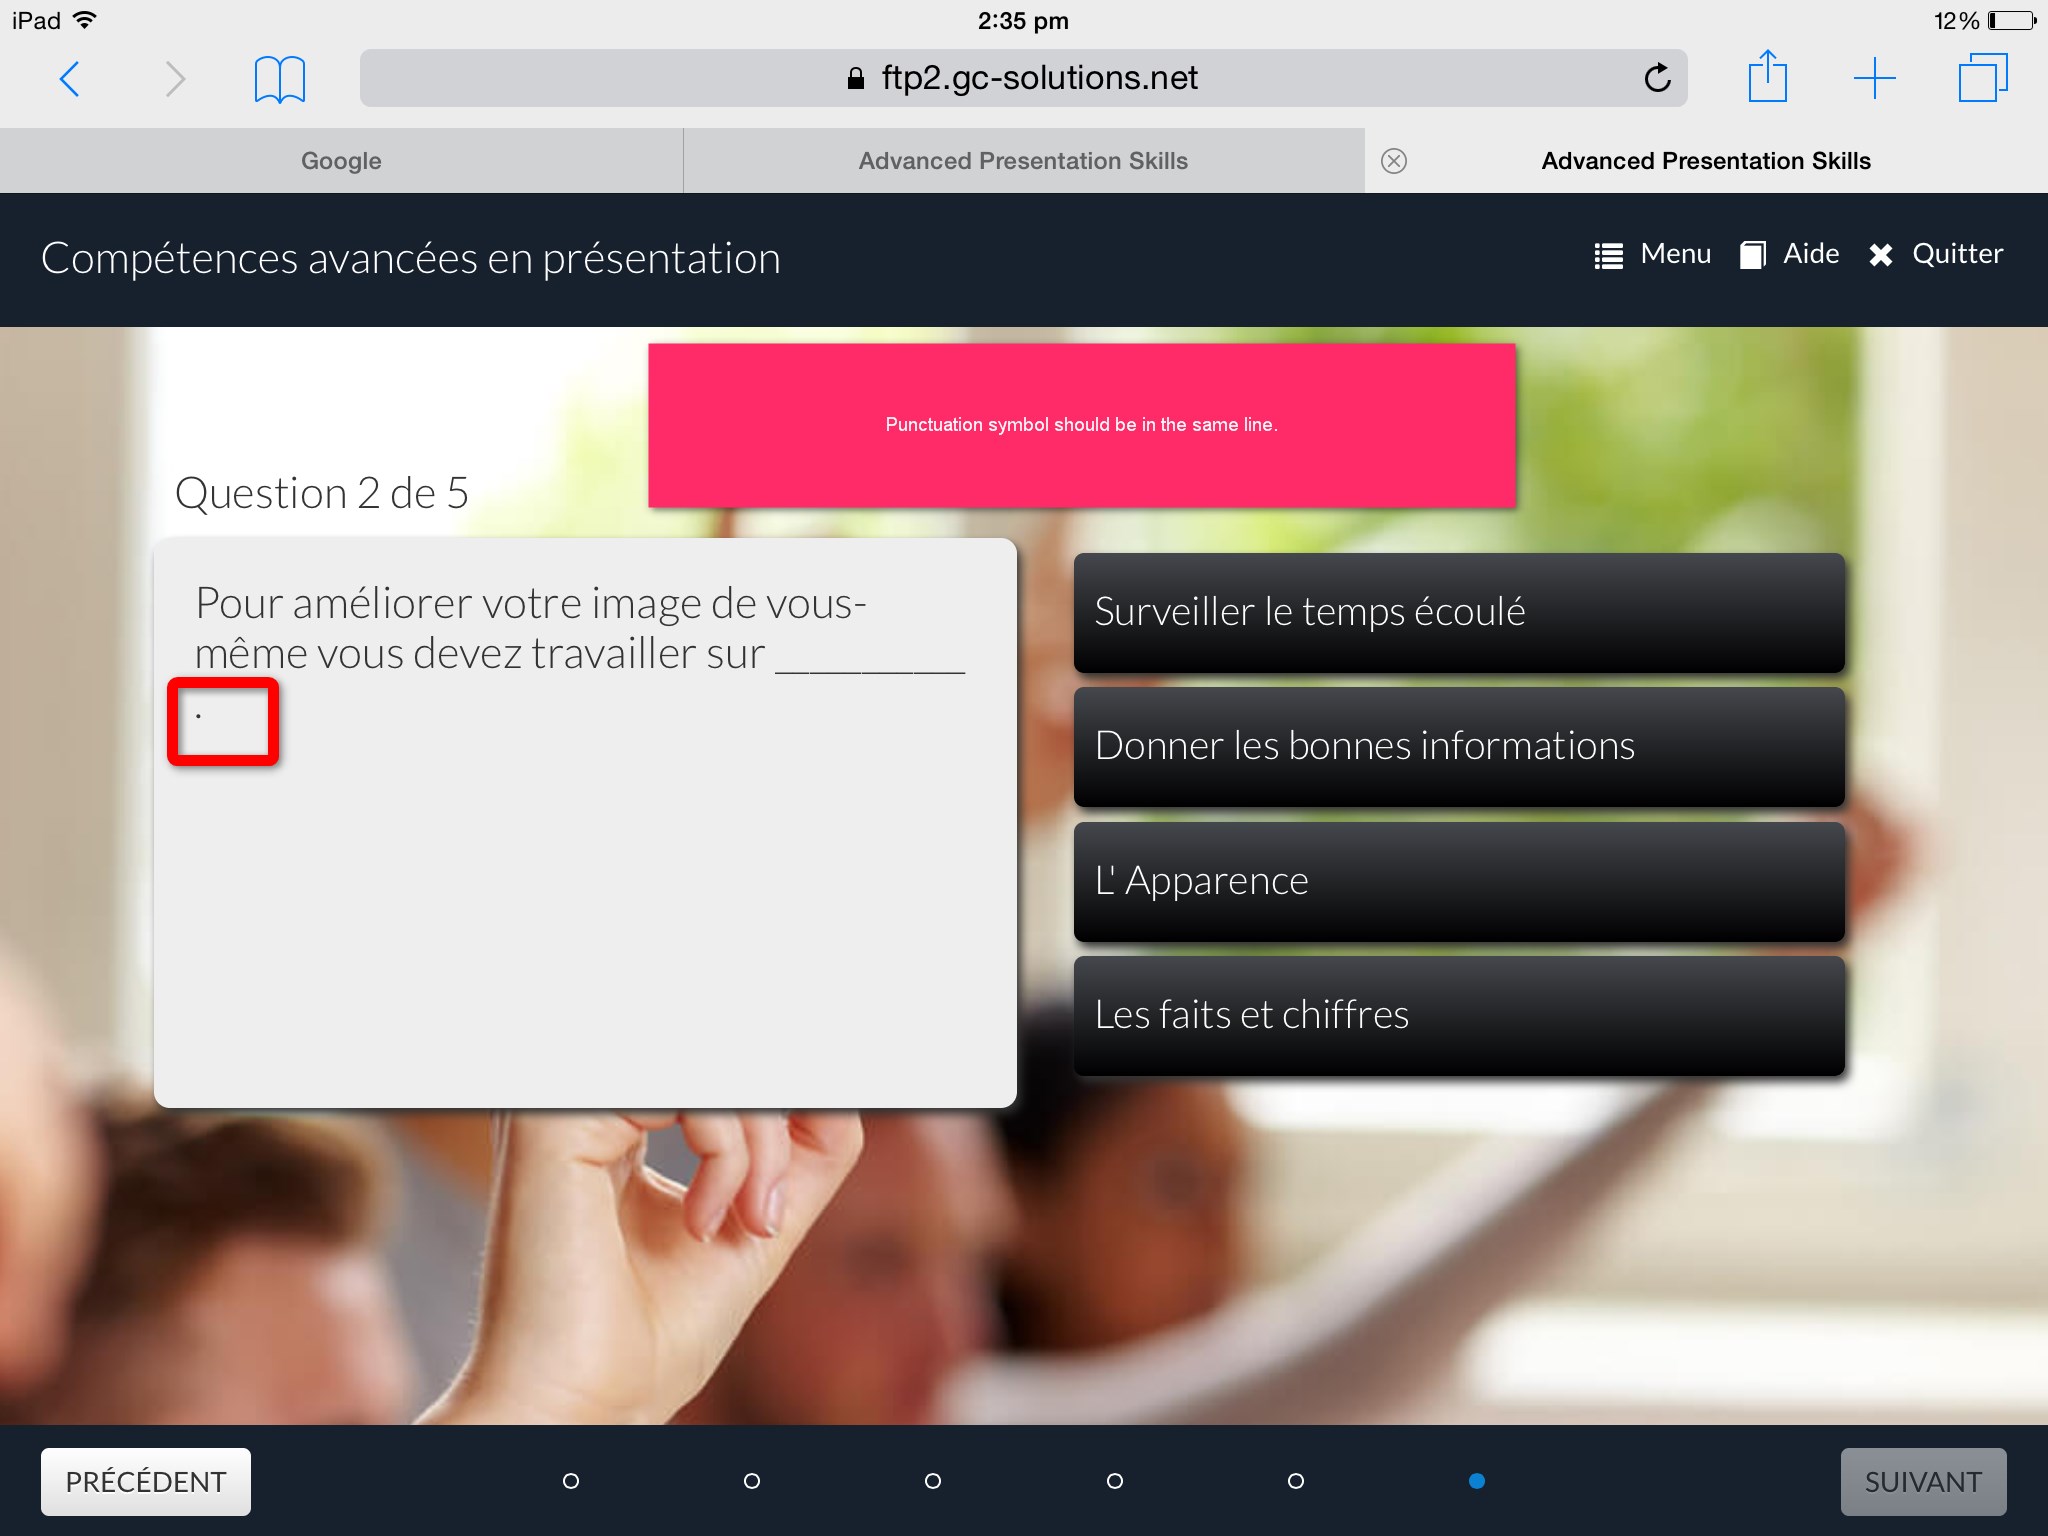 iPad 2:35 pm 12%
ftp2.gc-solutions.net
Google Advanced Presentation Skills Advanced Presentation Skills
Compétences avancées en présentation Menu Aide Quitter
Punctuation symbol should be in the same line.
Question 2 de 5
Pour améliorer votre image de vous-
même vous devez travailler sur ___________
.
Surveiller le temps écoulé
Donner les bonnes informations
L' Apparence
Les faits et chiffres
PRÉCÉDENT SUIVANT